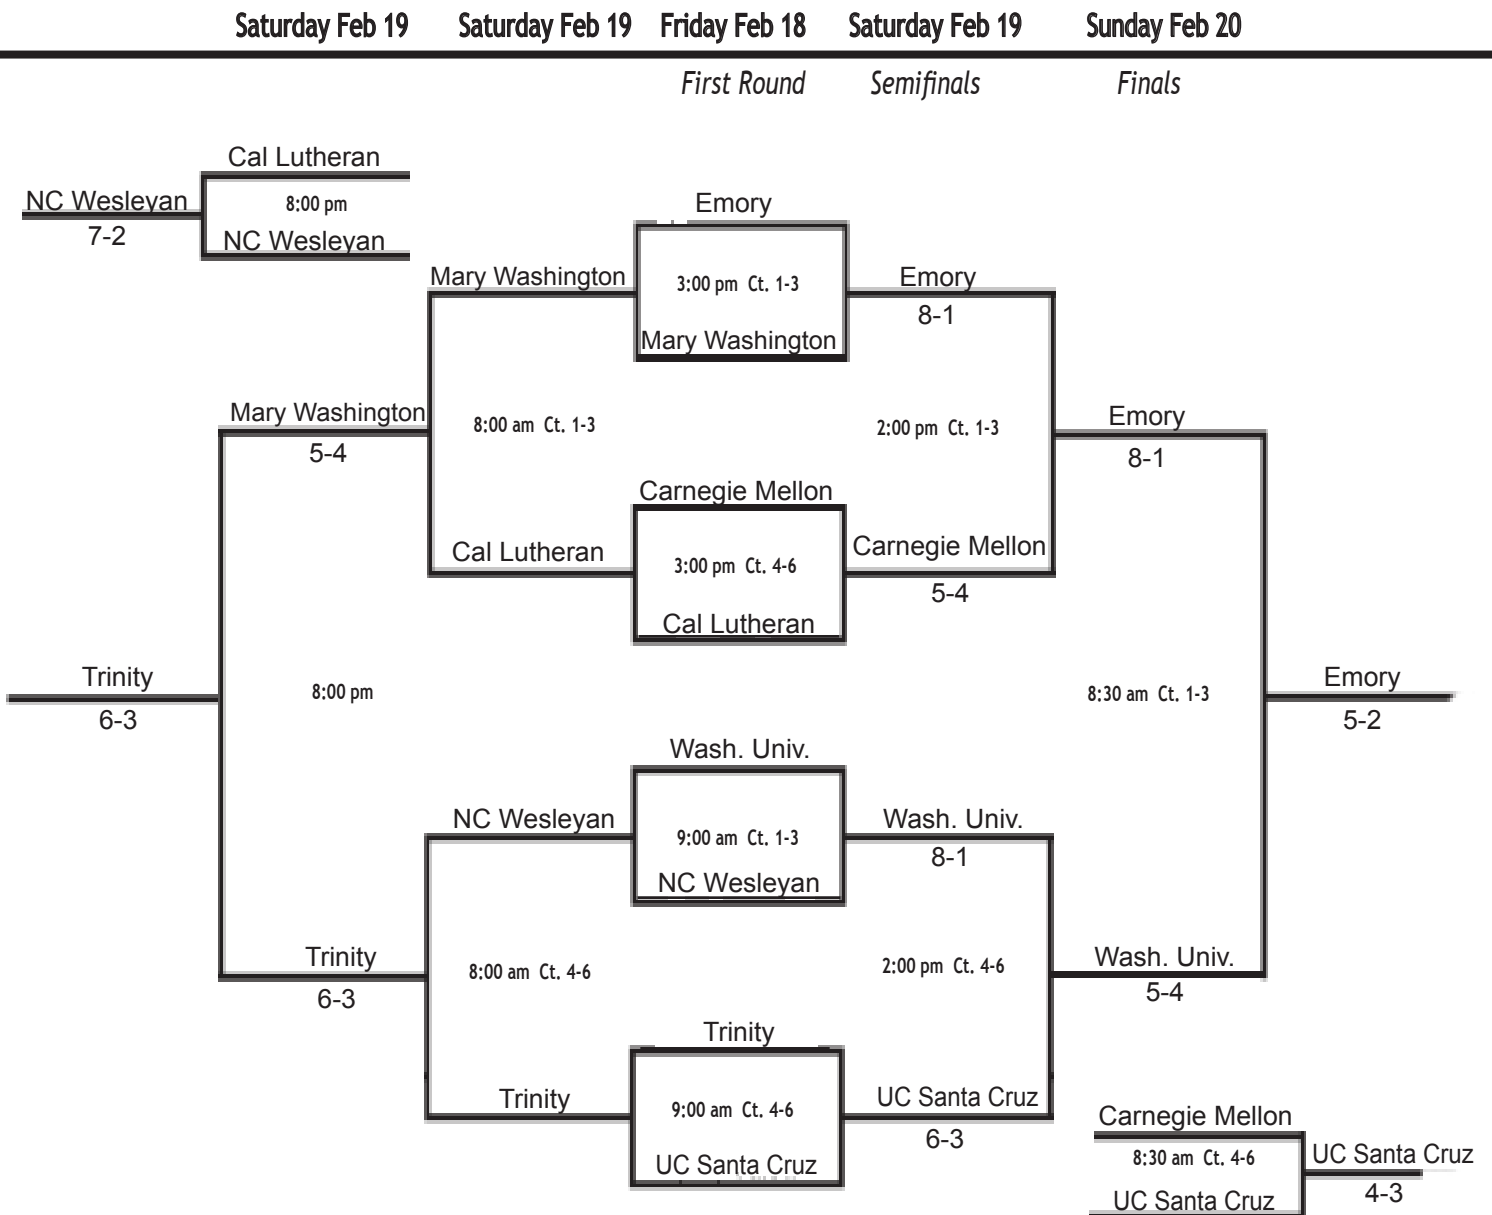 Saturday Feb 19 Saturday Feb 19 Friday Feb 18 Saturday Feb 19 Sunday Feb 20
First Round Semifinals Finals
Cal Lutheran
NC Wesleyan 8:00 pm Emory
7-2 NC Wesleyan
Mary Washington 3:00 pm Ct. 1-3 Emory
8-1
Mary Washington
Mary Washington 8:00 am Ct. 1-3 2:00 pm Ct. 1-3 Emory
5-4 8-1
Carnegie Mellon
Cal Lutheran 3:00 pm Ct. 4-6 Carnegie Mellon
5-4
Cal Lutheran
Trinity 8:00 pm 8:30 am Ct. 1-3 Emory
6-3 5-2
Wash. Univ.
NC Wesleyan 9:00 am Ct. 1-3 Wash. Univ.
8-1
NC Wesleyan
Trinity 8:00 am Ct. 4-6 2:00 pm Ct. 4-6 Wash. Univ.
6-3 5-4
Trinity
Trinity 9:00 am Ct. 4-6 UC Santa Cruz Carnegie Mellon
6-3
UC Santa Cruz 8:30 am Ct. 4-6 UC Santa Cruz
UC Santa Cruz 4-3